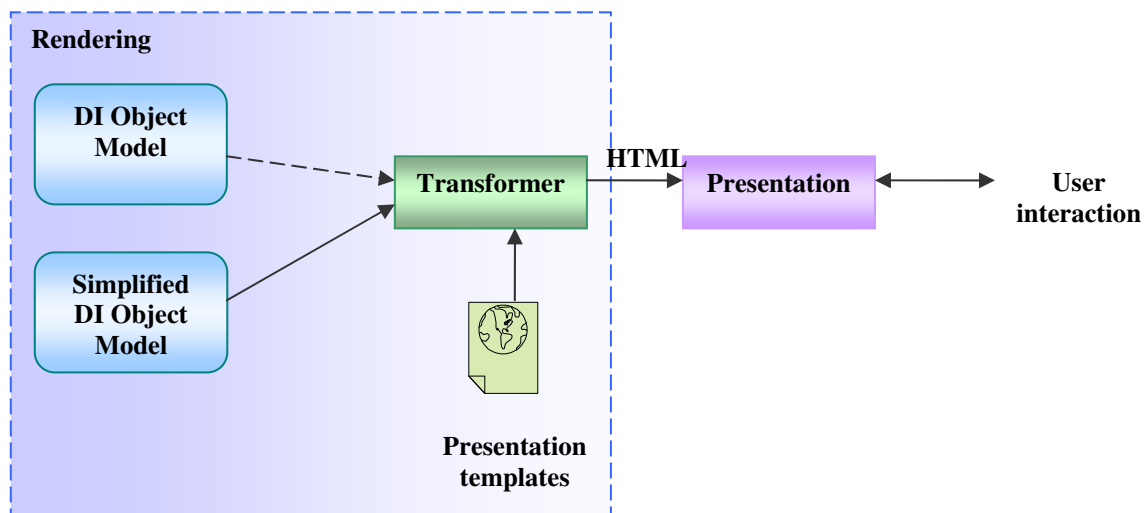 Rendering
DI Object
Model
HTML
Transformer
Presentation
User
interaction
Simplified
DI Object
Model
Presentation
templates